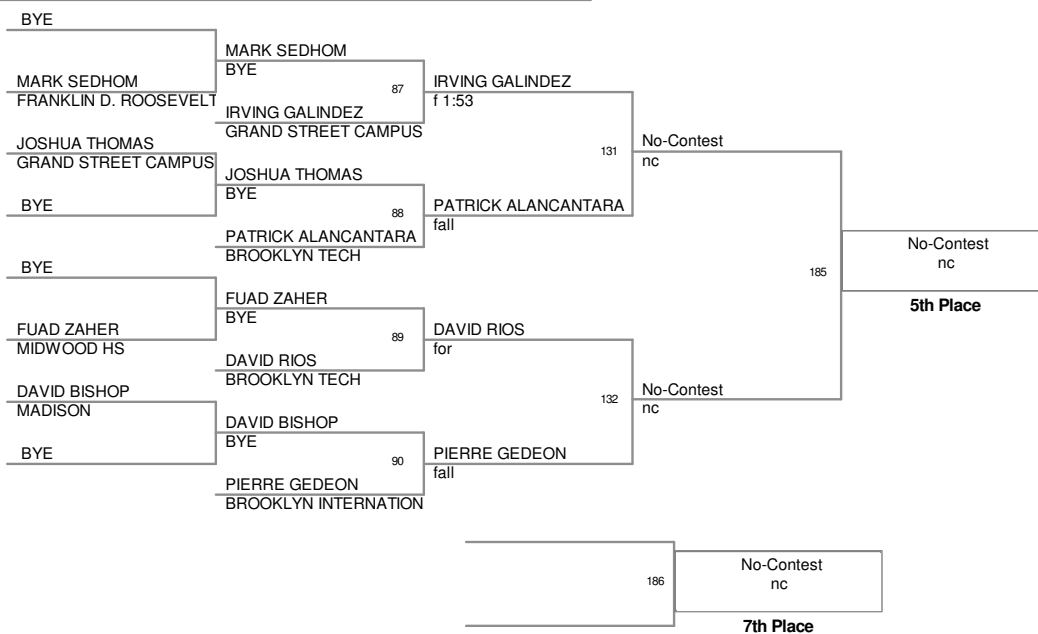 BYE
MARK SEDHOM
FRANKLIN D. ROOSEVELT
JOSHUA THOMAS
GRAND STREET CAMPUS
BYE
BYE
FUAD ZAHER
MIDWOOD HS
DAVID BISHOP
MADISON
BYE
MARK SEDHOM
BYE
87
IRVING GALINDEZ
GRAND STREET CAMPUS
JOSHUA THOMAS
BYE
88
PATRICK ALANCANTARA
BROOKLYN TECH
FUAD ZAHER
BYE
89
DAVID RIOS
BROOKLYN TECH
DAVID BISHOP
BYE
90
PIERRE GEDEON
BROOKLYN INTERNATION
IRVING GALINDEZ
f 1:53
131
PATRICK ALANCANTARA
fall
DAVID RIOS
for
132
PIERRE GEDEON
fall
No-Contest
nc
185
No-Contest
nc
No-Contest
nc
5th Place
186
No-Contest
nc
7th Place